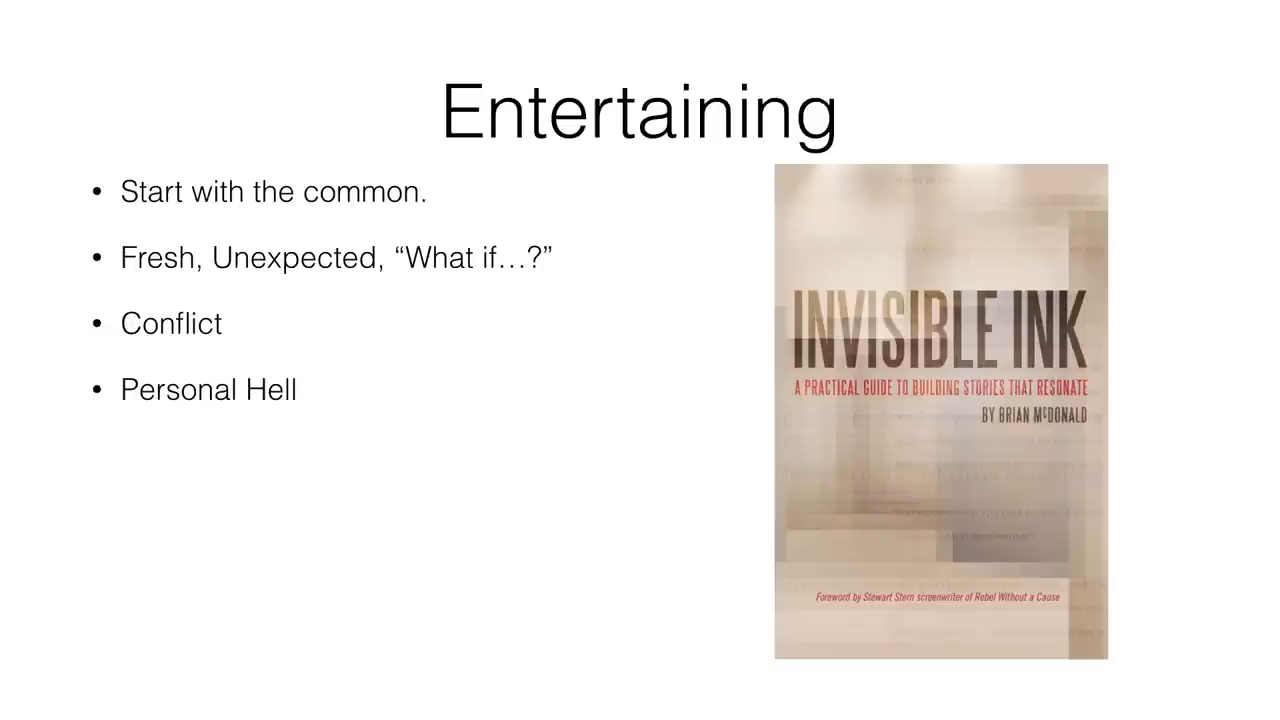 Entertaining
• Start with the common.
• Fresh, Unexpected, “What if…?”
• Conflict
• Personal Hell
INVISIBLE INK
A PRACTICAL GUIDE TO BUILDING STORIES THAT RESONATE
BY BRIAN McDONALD
Foreword by Stewart Stern screenwriter of Rebel Without a Cause